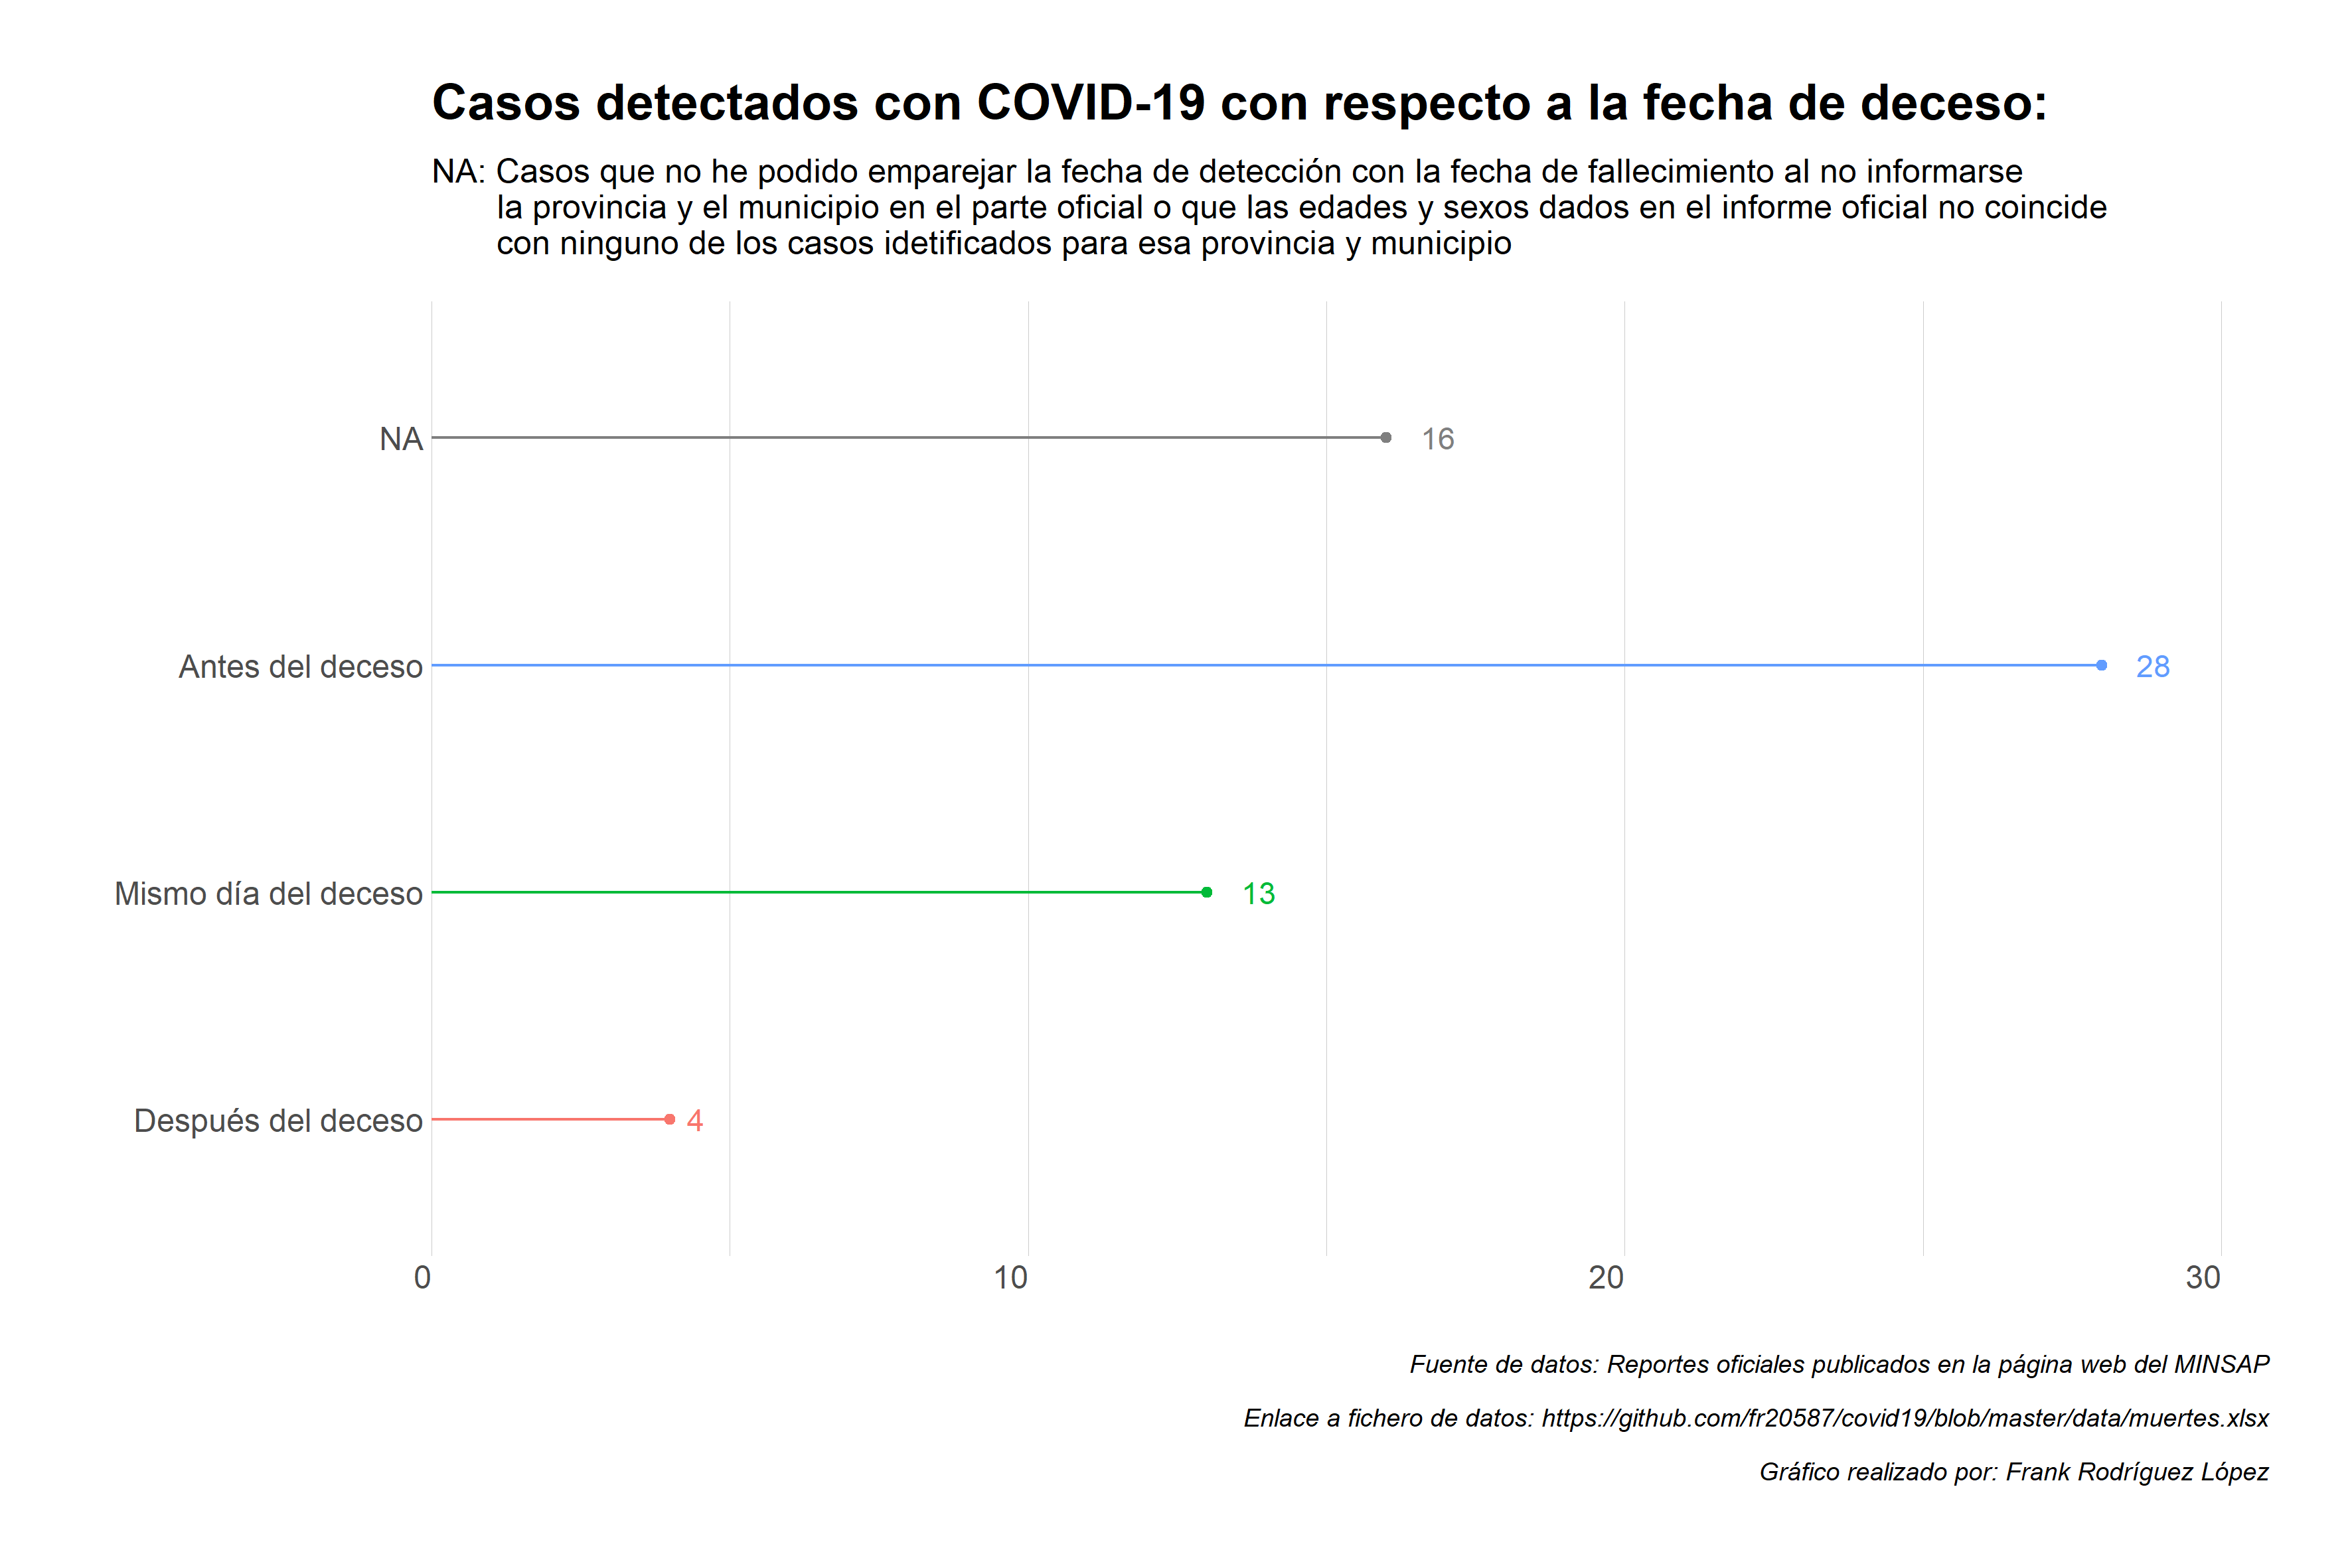 Casos detectados con COVID-19 con respecto a la fecha de deceso:
NA: Casos que no he podido emparejar la fecha de detección con la fecha de fallecimiento al no informarse
la provincia y el municipio en el parte oficial o que las edades y sexos dados en el informe oficial no coincide
con ninguno de los casos idetificados para esa provincia y municipio
NA 16
Antes del deceso 28
Mismo día del deceso 13
Después del deceso 4
0 10 20 30
Fuente de datos: Reportes oficiales publicados en la página web del MINSAP
Enlace a fichero de datos: https://github.com/fr20587/covid19/blob/master/data/muertes.xlsx
Gráfico realizado por: Frank Rodríguez López